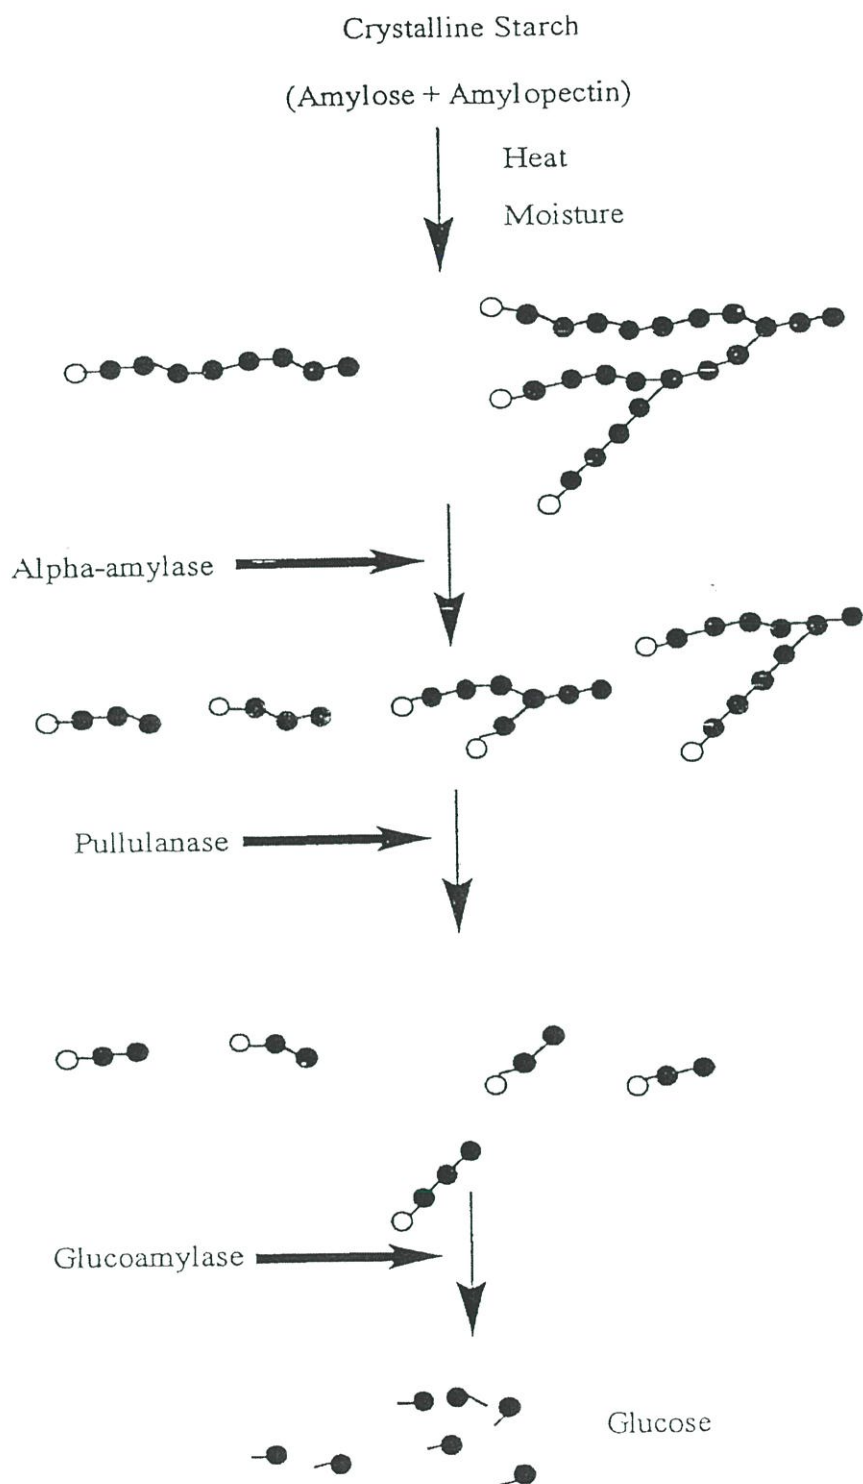 Crystalline Starch
(Amylose + Amylopectin)
Heat
Moisture
Alpha-amylase
Pullulanase
Glucoamylase
Glucose